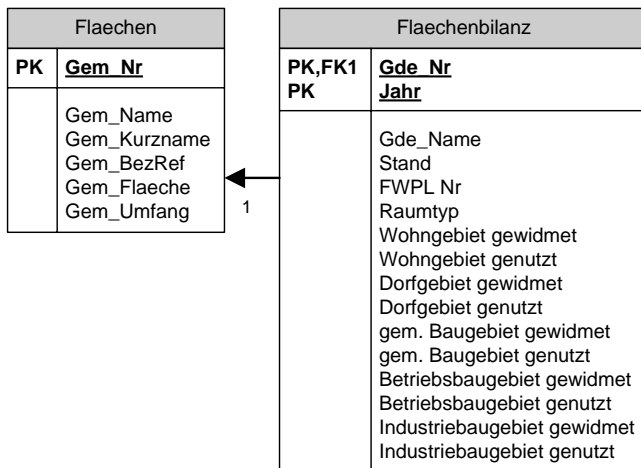 Flaechen
PK Gem_Nr
Gem_Name
Gem_Kurzname
Gem_BezRef
Gem_Flaeche
Gem_Umfang
1
Flaechenbilanz
PK,FK1 Gde_Nr
PK Jahr
Gde_Name
Stand
FWPL Nr
Raumtyp
Wohngebiet gewidmet
Wohngebiet genutzt
Dorfgebiet gewidmet
Dorfgebiet genutzt
gem. Baugebiet gewidmet
gem. Baugebiet genutzt
Betriebsbaugebiet gewidmet
Betriebsbaugebiet genutzt
Industriebaugebiet gewidmet
Industriebaugebiet genutzt